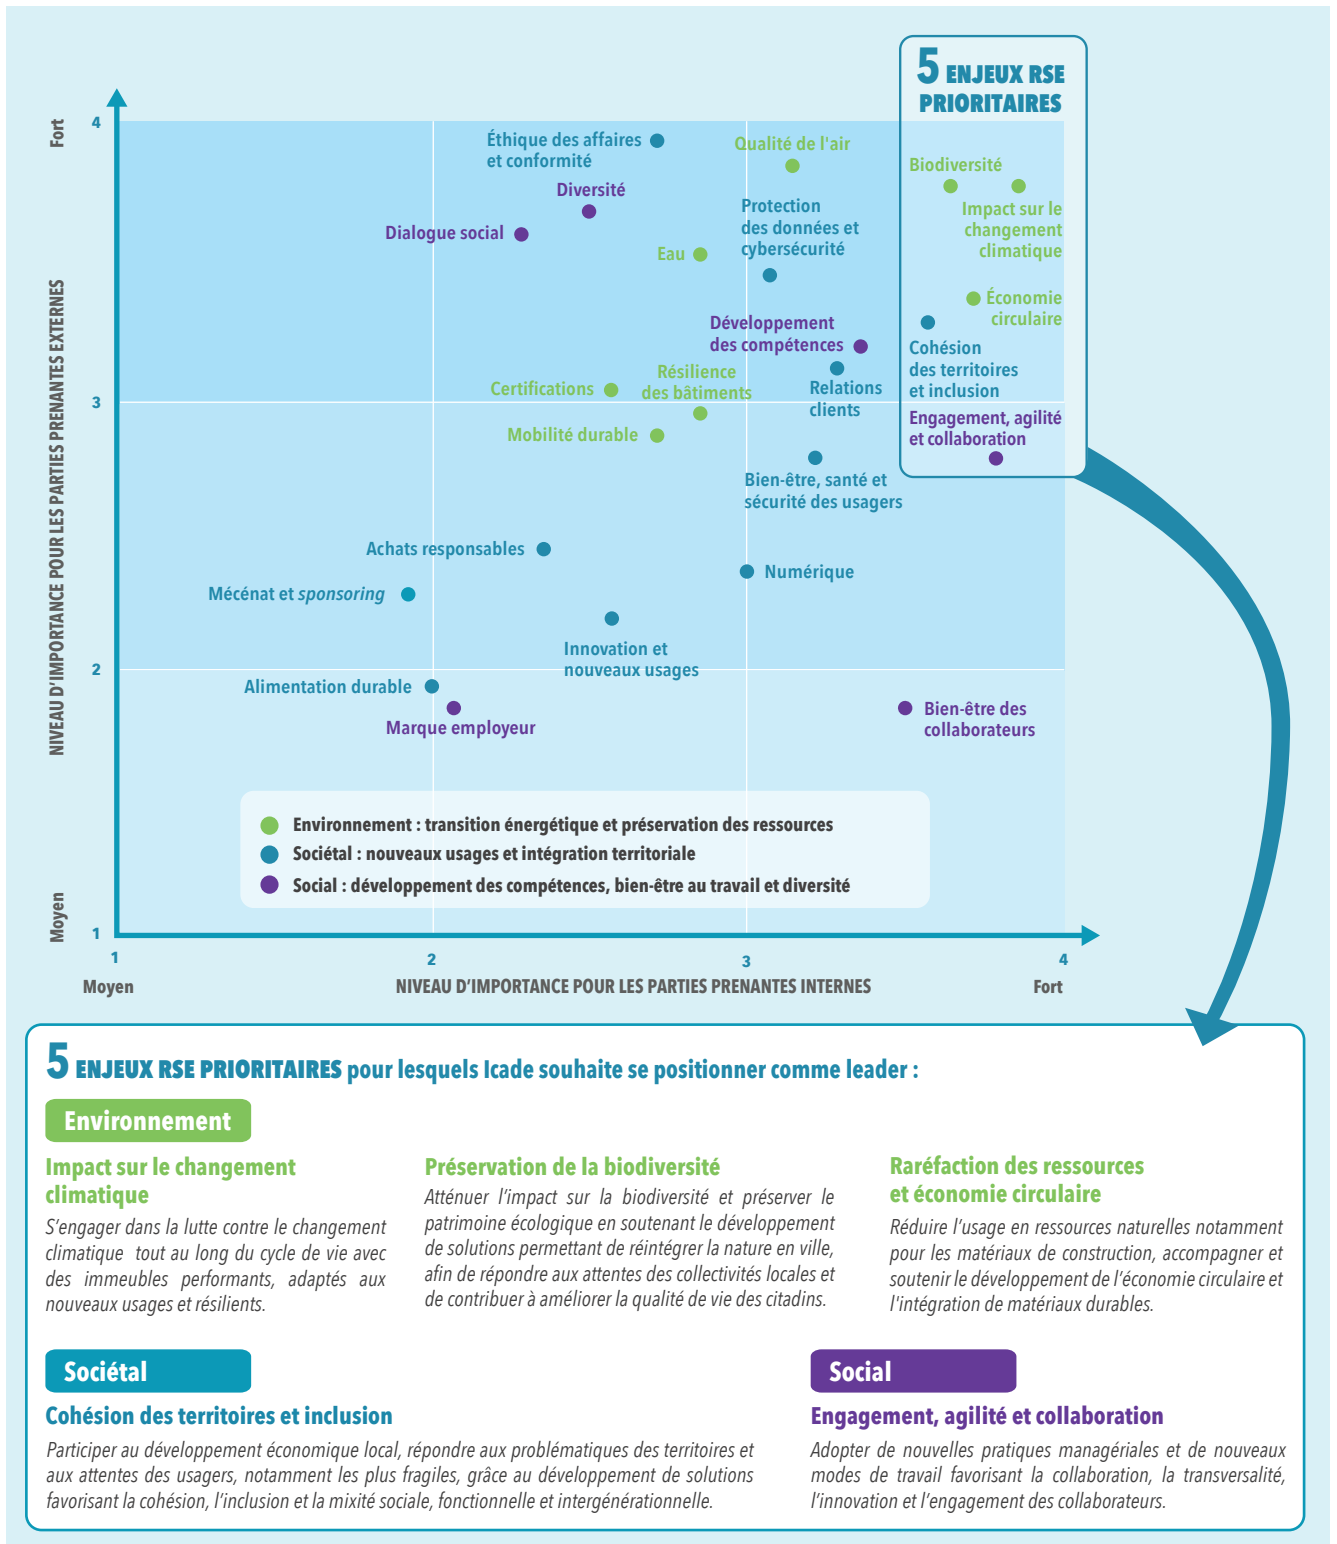 5 ENJEUX RSE
PRIORITAIRES
Fort
4
Éthique des affaires
et conformité
Qualité de l'air
Biodiversité
Diversité
Impact sur le
changement
climatique
Protection
des données et
cybersécurité
Dialogue social
Eau
Économie
circulaire
Développement
des compétences
Cohésion
des territoires
et inclusion
Résilience
des bâtiments
Certifications
Relations
clients
3
Engagement, agilité
et collaboration
Mobilité durable
Bien-être, santé et
sécurité des usagers
NIVEAU D'IMPORTANCE POUR LES PARTIES PRENANTES EXTERNES
Achats responsables
Numérique
Mécénat et sponsoring
Innovation et
nouveaux usages
2
Alimentation durable
Marque employeur
Bien-être des
collaborateurs
Environnement : transition énergétique et préservation des ressources
Sociétal : nouveaux usages et intégration territoriale
Social : développement des compétences, bien-être au travail et diversité
Moyen
1
1
2
3
4
Moyen
NIVEAU D'IMPORTANCE POUR LES PARTIES PRENANTES INTERNES
Fort
5 ENJEUX RSE PRIORITAIRES pour lesquels Icade souhaite se positionner comme leader :
Environnement
Impact sur le changement
climatique
S'engager dans la lutte contre le changement
climatique tout au long du cycle de vie avec
des immeubles performants, adaptés aux
nouveaux usages et résilients.
Préservation de la biodiversité
Atténuer l'impact sur la biodiversité et préserver le
patrimoine écologique en soutenant le développement
de solutions permettant de réintégrer la nature en ville,
afin de répondre aux attentes des collectivités locales et
de contribuer à améliorer la qualité de vie des citadins.
Raréfaction des ressources
et économie circulaire
Réduire l'usage en ressources naturelles notamment
pour les matériaux de construction, accompagner et
soutenir le développement de l'économie circulaire et
l'intégration de matériaux durables.
Sociétal
Cohésion des territoires et inclusion
Participer au développement économique local, répondre aux problématiques des territoires et
aux attentes des usagers, notamment les plus fragiles, grâce au développement de solutions
favorisant la cohésion, l'inclusion et la mixité sociale, fonctionnelle et intergénérationnelle.
Social
Engagement, agilité et collaboration
Adopter de nouvelles pratiques managériales et de nouveaux
modes de travail favorisant la collaboration, la transversalité,
l'innovation et l'engagement des collaborateurs.